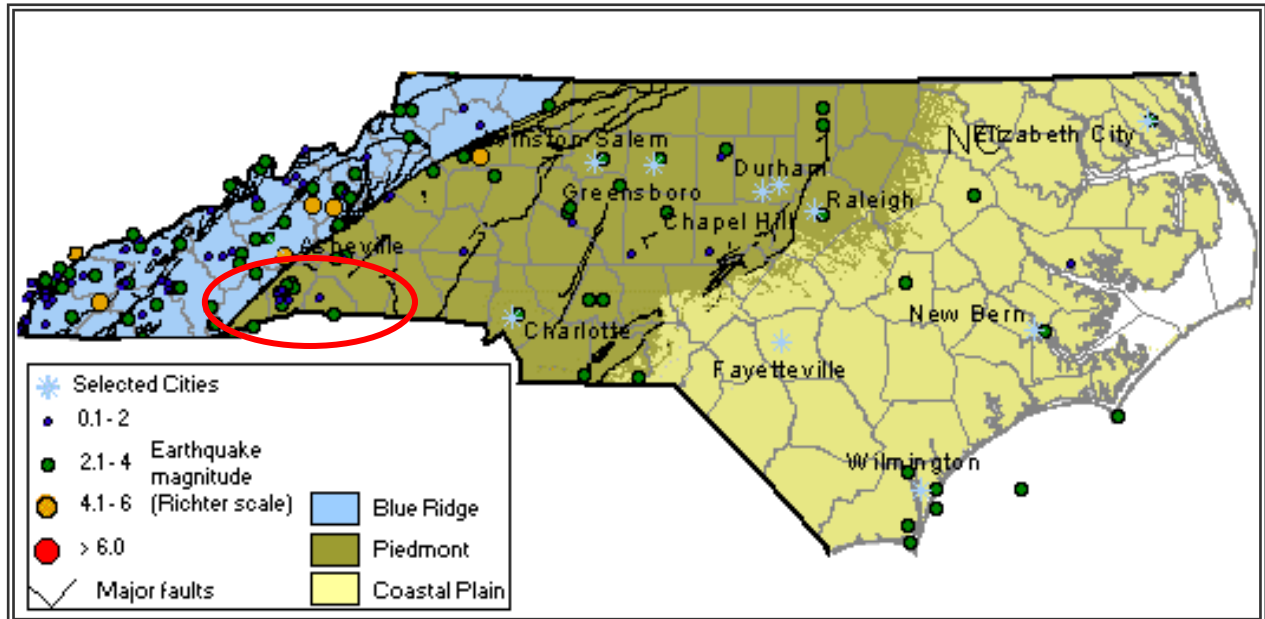 NC
Elizabeth City
inston-Salem
Durham
Greensboro
Raleigh
Chapel Hill
Asheville
New Bern
Charlotte
Fayetteville
Wilmington
Selected Cities
0.1 - 2
2.1 - 4 Earthquake magnitude
4.1 - 6 (Richter scale)
> 6.0
Major faults
Blue Ridge
Piedmont
Coastal Plain